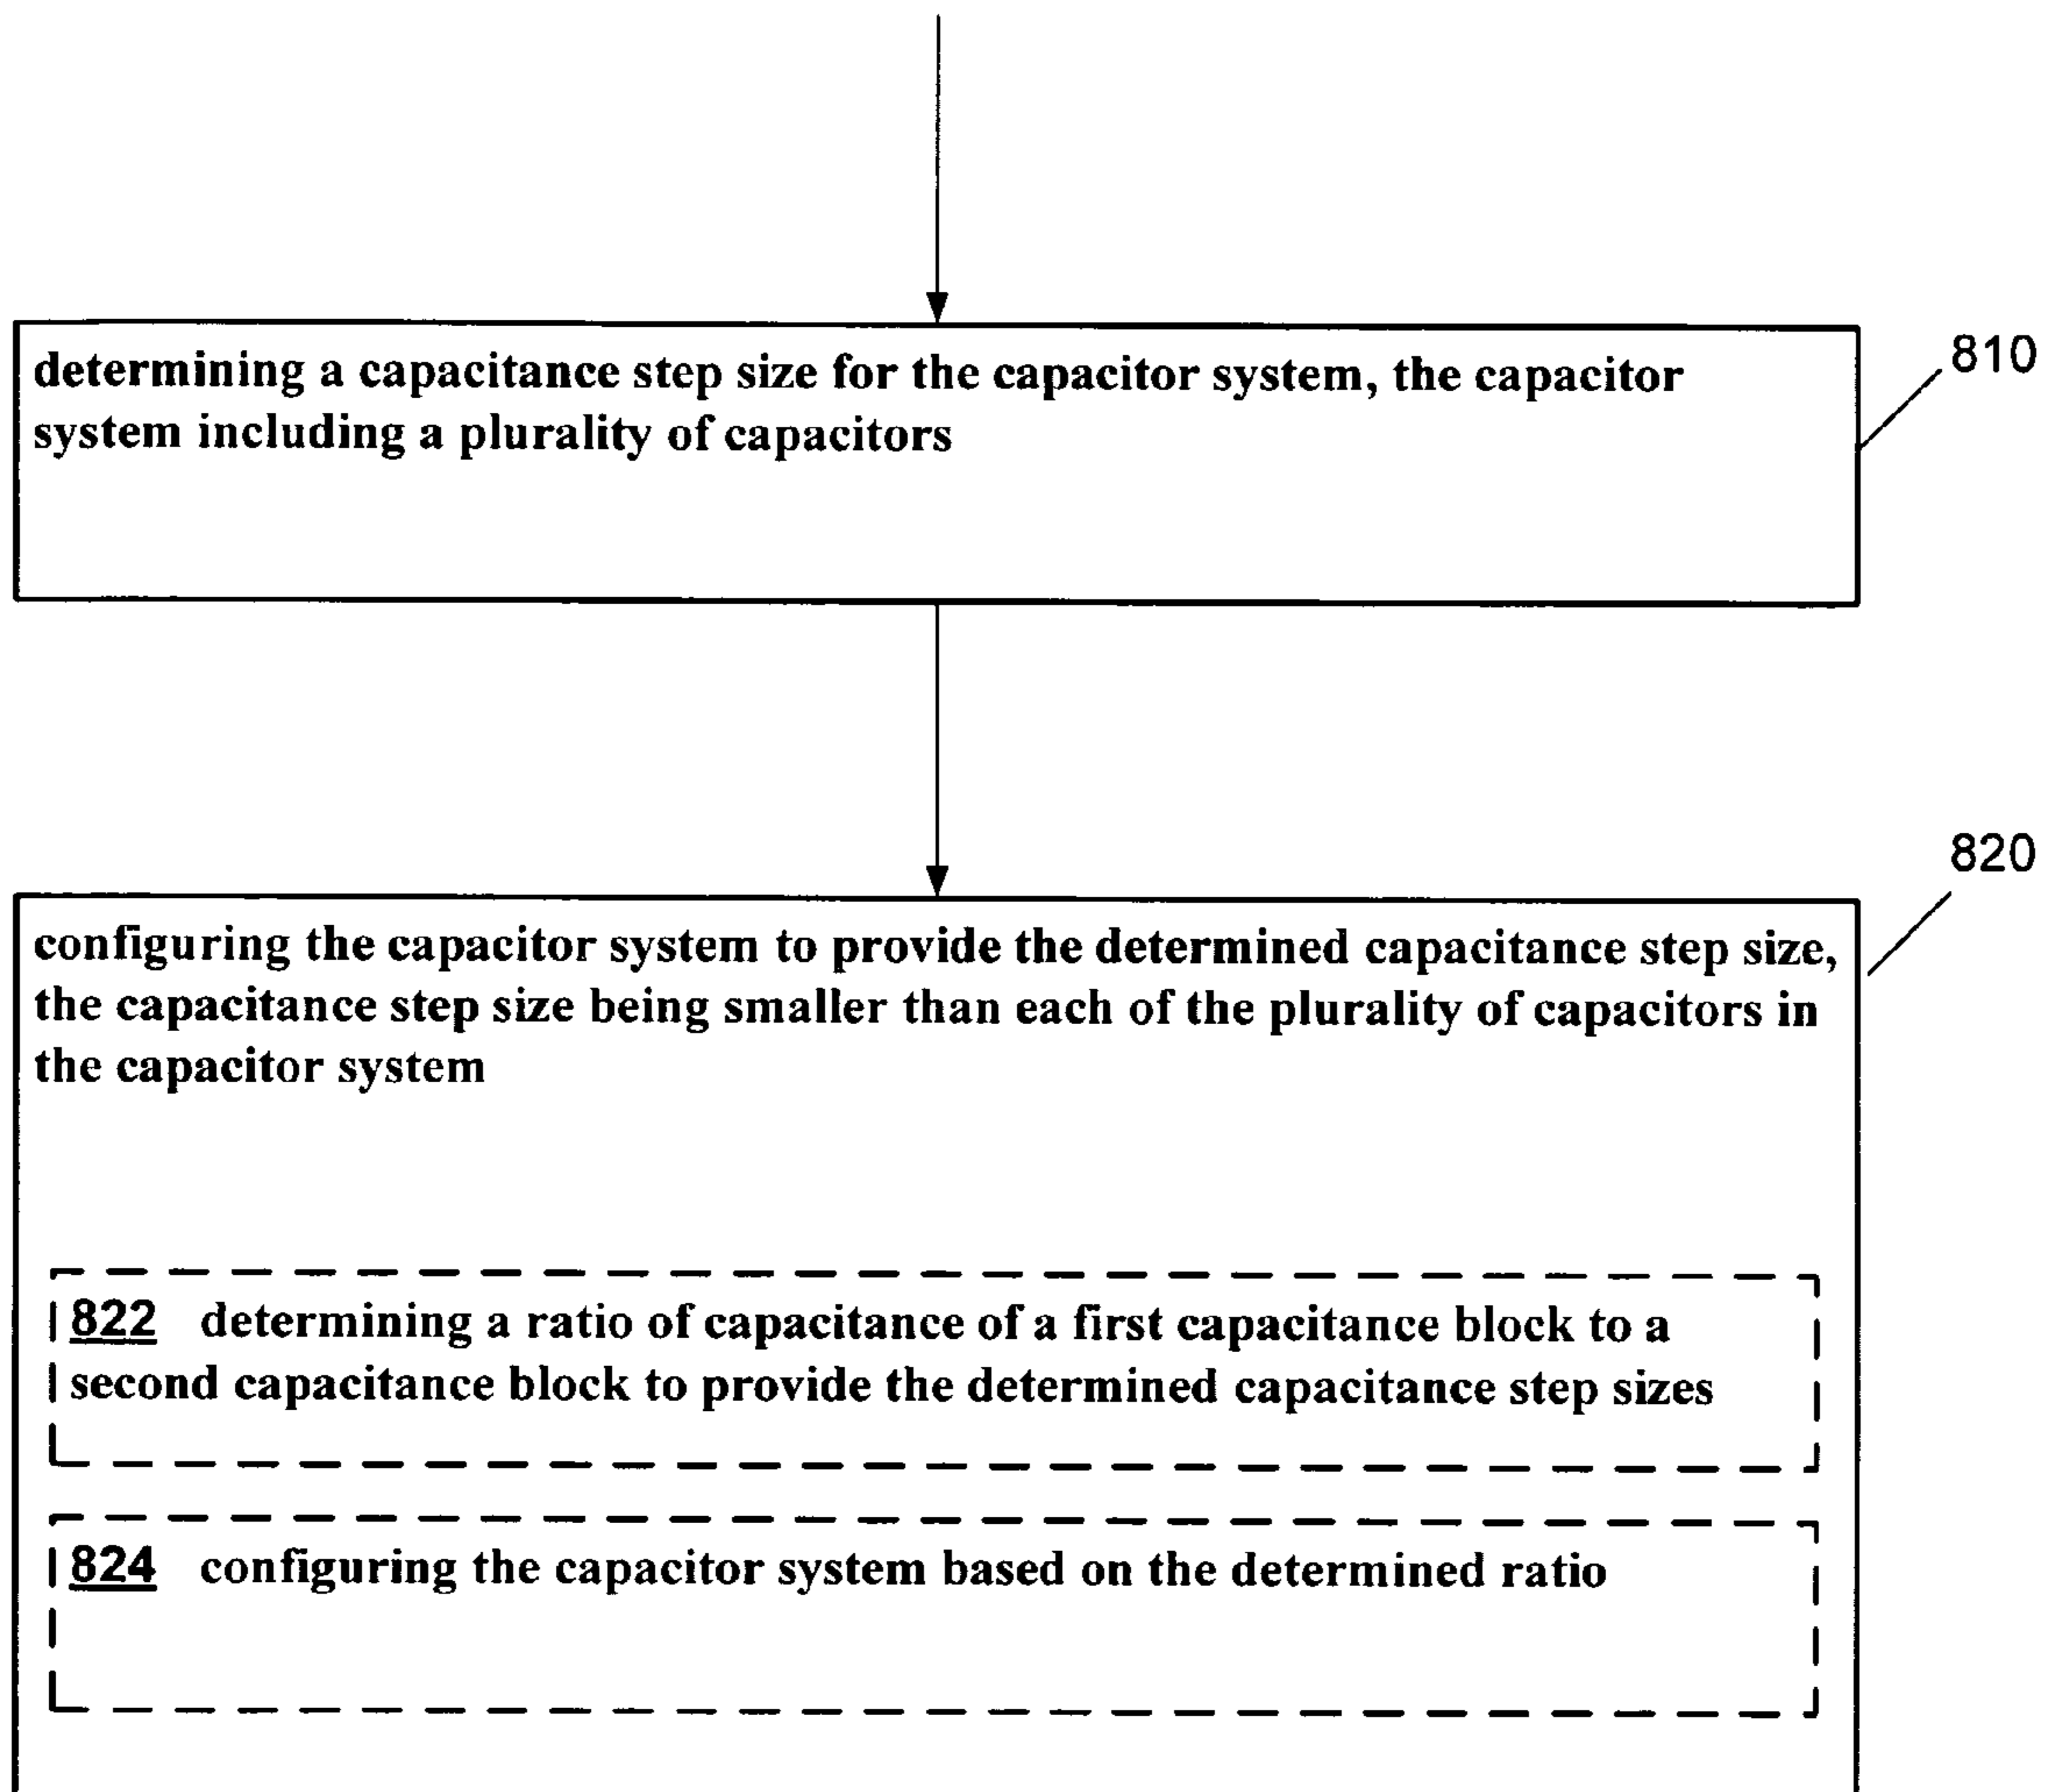 determining a capacitance step size for the capacitor system, the capacitor
system including a plurality of capacitors
810
820
configuring the capacitor system to provide the determined capacitance step size,
the capacitance step size being smaller than each of the plurality of capacitors in
the capacitor system
822 determining a ratio of capacitance of a first capacitance block to a
second capacitance block to provide the determined capacitance step sizes
824 configuring the capacitor system based on the determined ratio